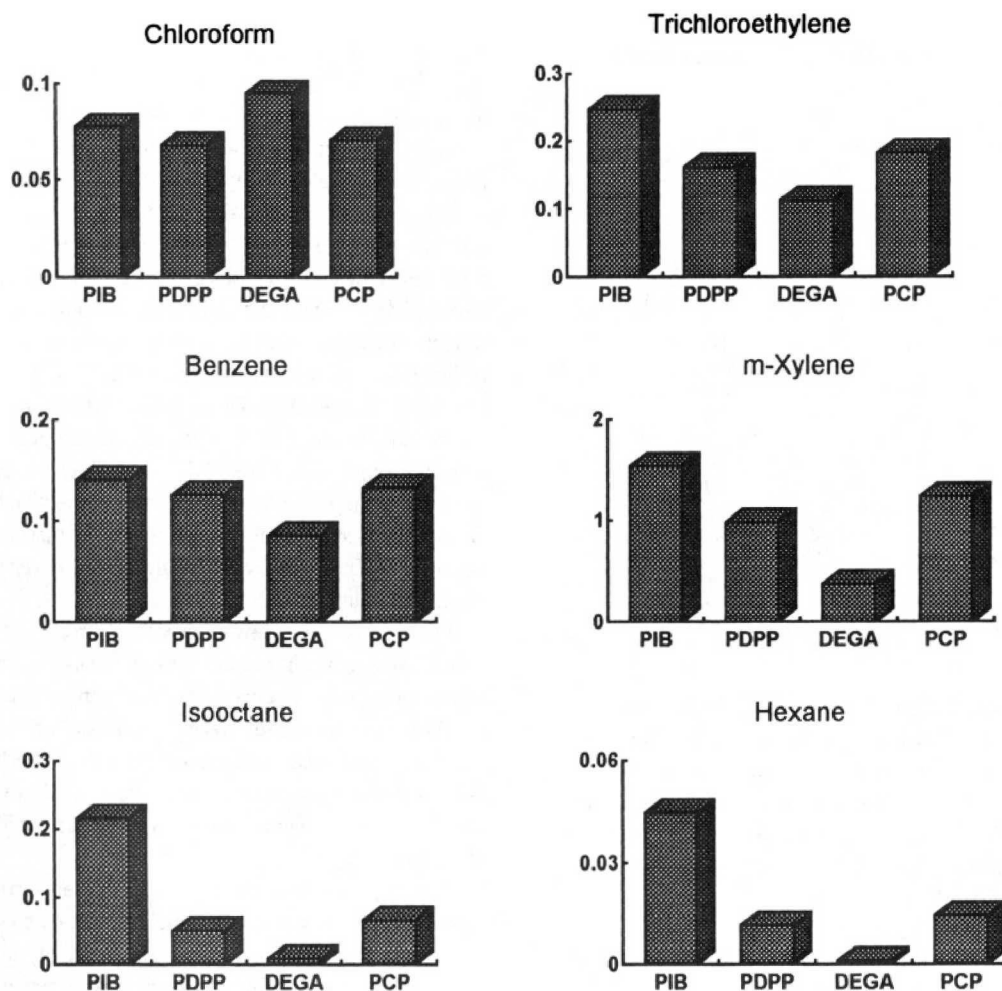 Chloroform
0.1
0.05
0
PIB PDPP DEGA PCP
Trichloroethylene
0.3
0.2
0.1
0
PIB PDPP DEGA PCP
Benzene
0.2
0.1
0
PIB PDPP DEGA PCP
m-Xylene
2
1
0
PIB PDPP DEGA PCP
Isooctane
0.3
0.2
0.1
0
PIB PDPP DEGA PCP
Hexane
0.06
0.03
0
PIB PDPP DEGA PCP